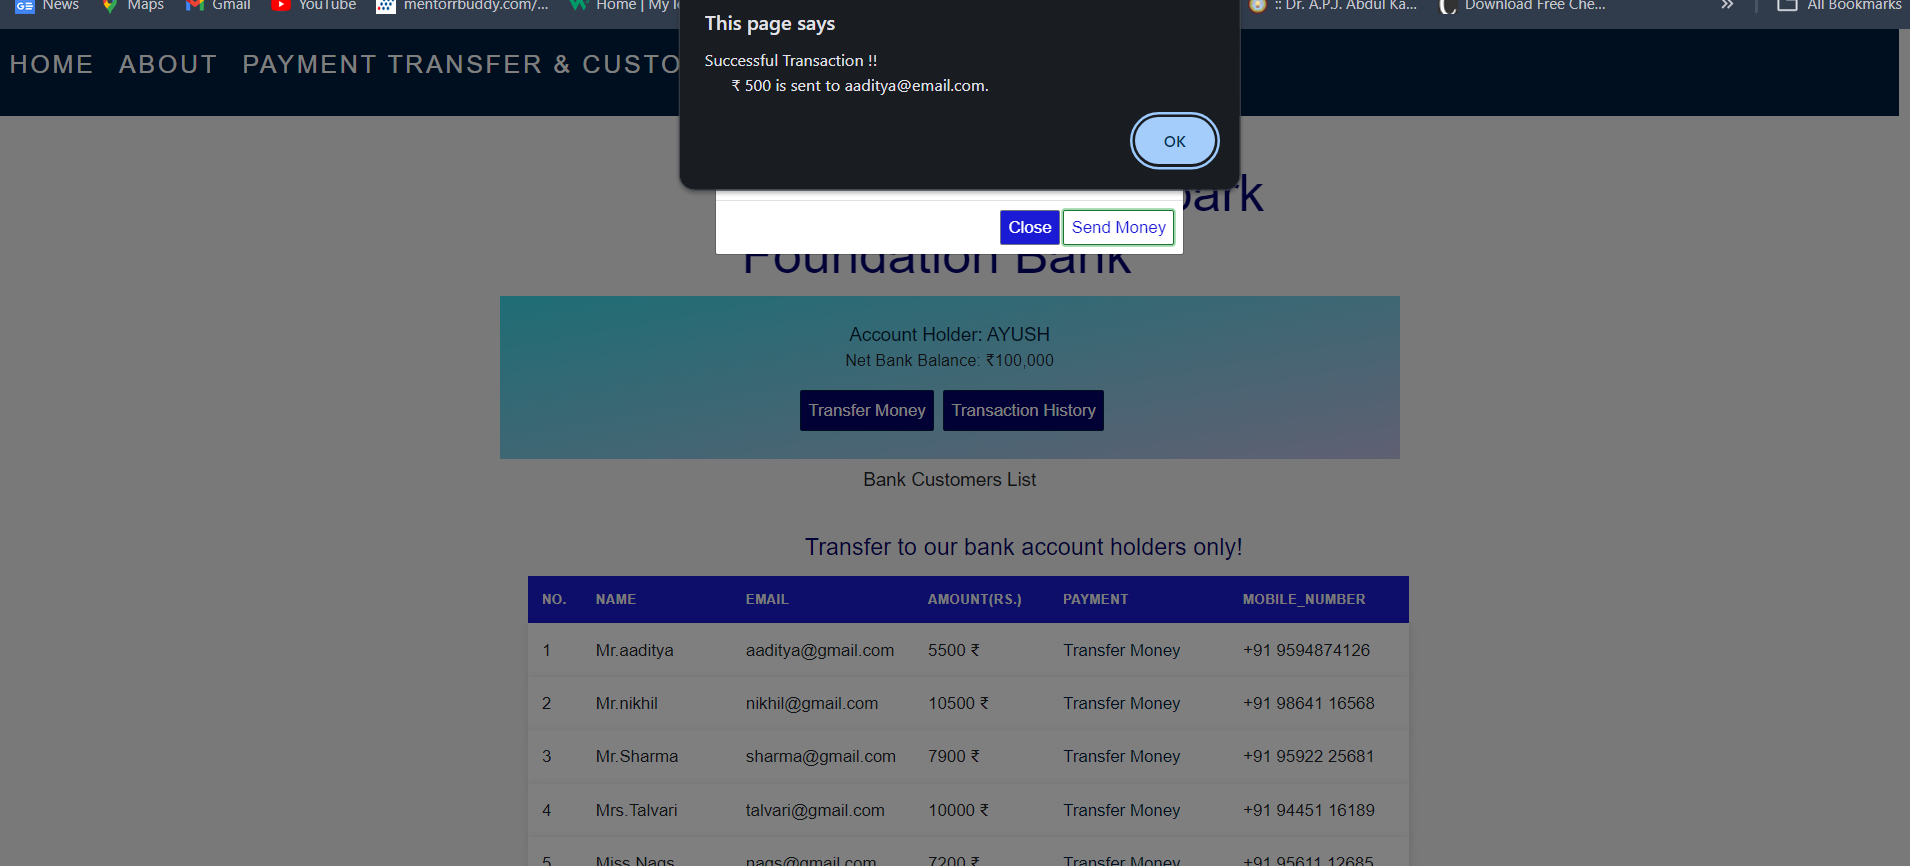 News Maps Gmail YouTube mentorrbuddy.com/... Home | My :: Dr. A.P.J. Abdul Ka... Download Free Che... » All Bookmarks
This page says
Successful Transaction !!
₹ 500 is sent to aaditya@email.com.
OK
HOME ABOUT PAYMENT TRANSFER & CUSTO
Close Send Money
Foundation Bank
Account Holder: AYUSH
Net Bank Balance: ₹100,000
Transfer Money Transaction History
Bank Customers List
Transfer to our bank account holders only!
NO. NAME EMAIL AMOUNT(RS.) PAYMENT MOBILE_NUMBER
1 Mr.aaditya aaditya@gmail.com 5500 ₹ Transfer Money +91 9594874126
2 Mr.nikhil nikhil@gmail.com 10500 ₹ Transfer Money +91 98641 16568
3 Mr.Sharma sharma@gmail.com 7900 ₹ Transfer Money +91 95922 25681
4 Mrs.Talvari talvari@gmail.com 10000 ₹ Transfer Money +91 94451 16189
5 Miss.Nags nags@gmail.com 7200 ₹ Transfer Money +91 95611 12685